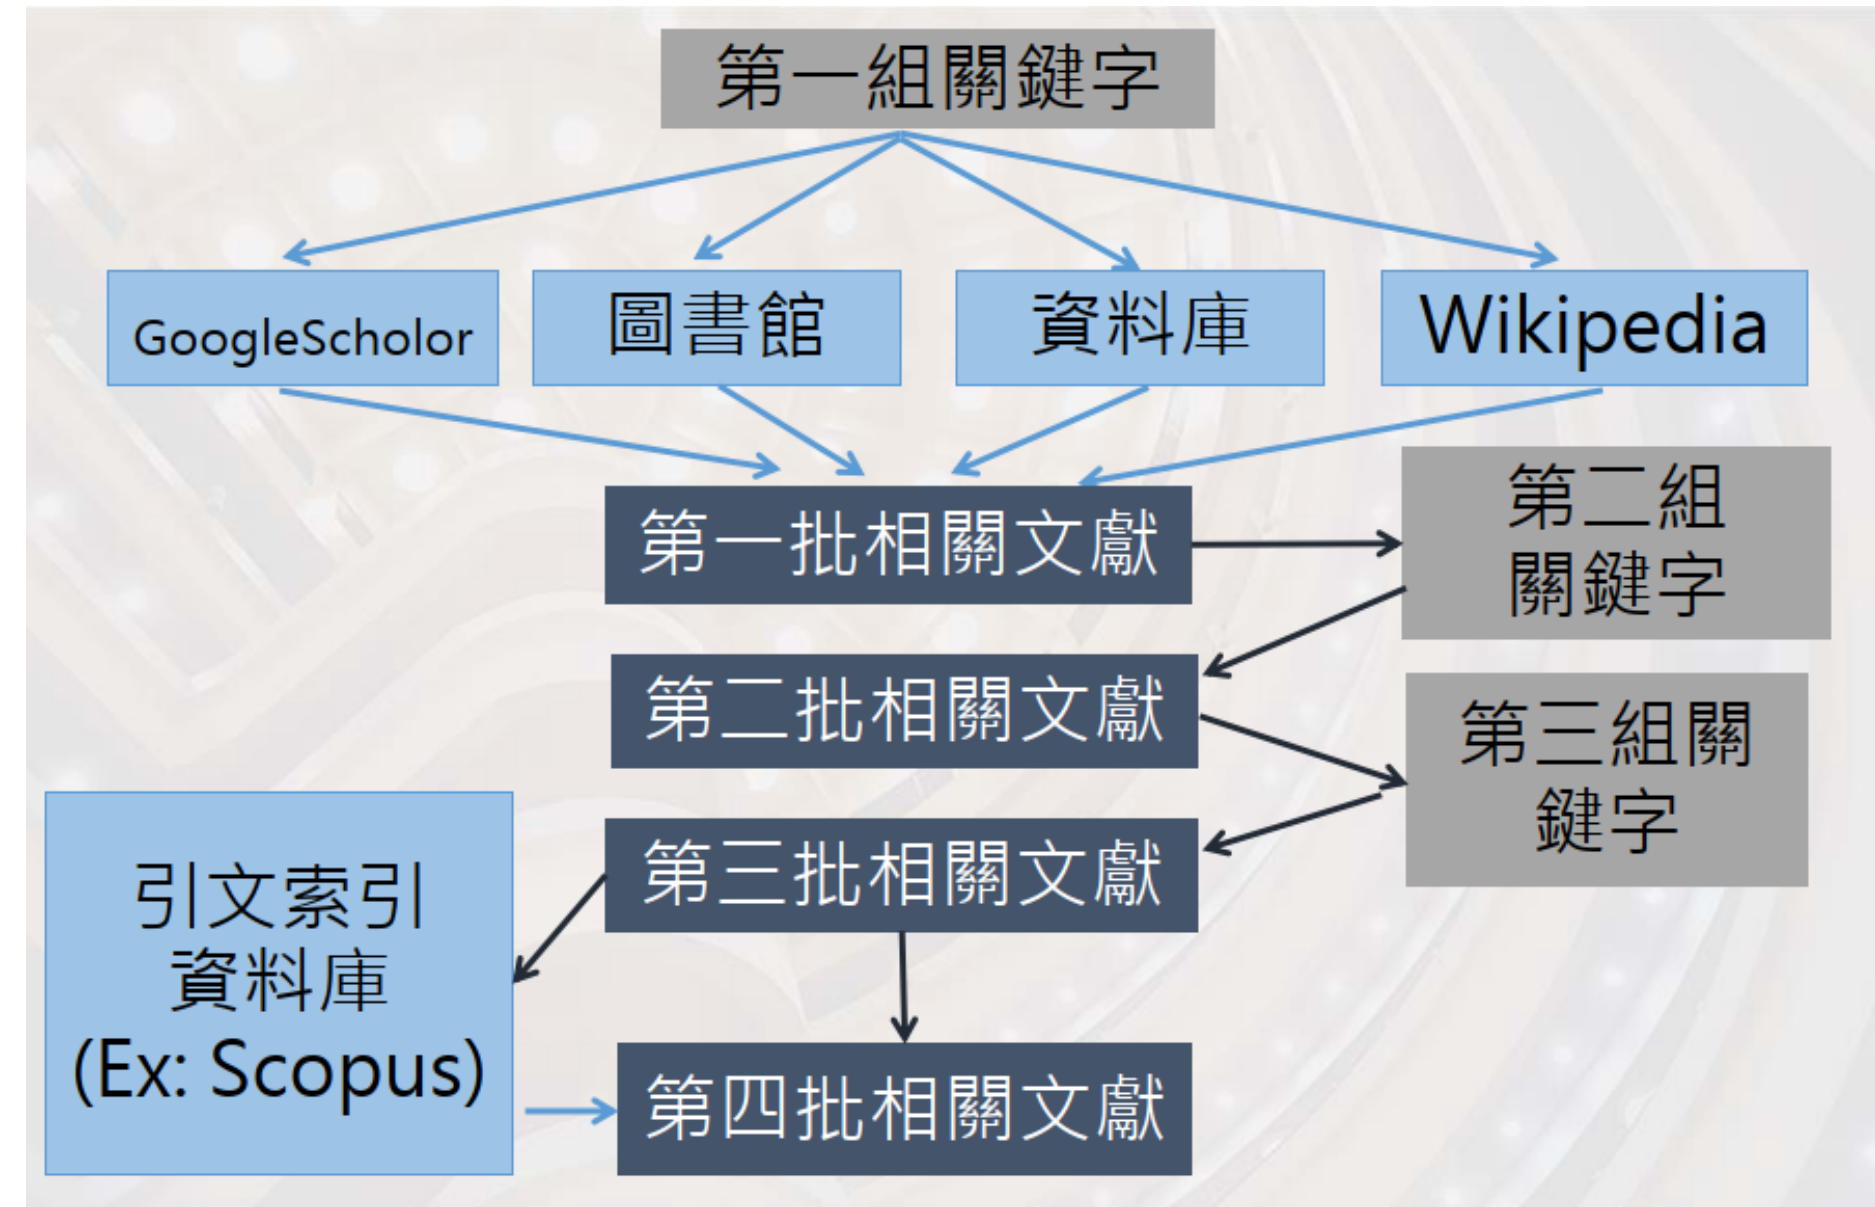 第一組關鍵字
GoogleScholor
圖書館
資料庫
Wikipedia
第一批相關文獻
第二組
關鍵字
第二批相關文獻
第三組關
鍵字
第三批相關文獻
引文索引
資料庫
(Ex: Scopus)
第四批相關文獻